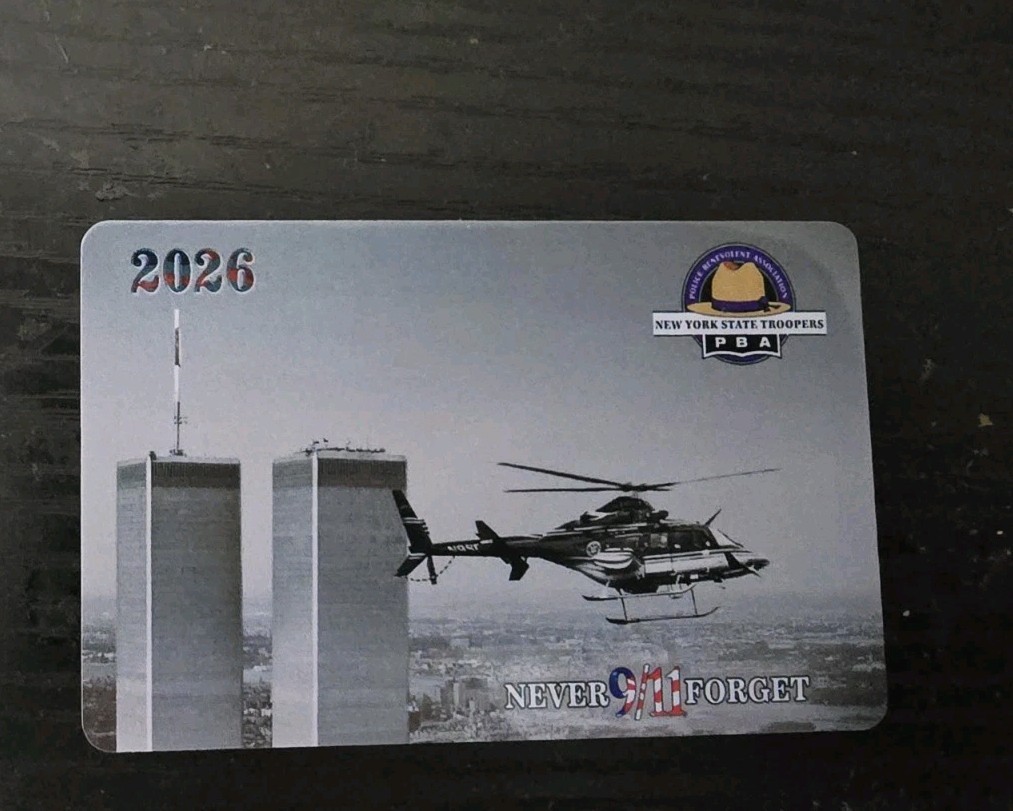 2026
POLICE BENEVOLENT ASSOCIATION
NEW YORK STATE TROOPERS
PBA
NEVER 9/11 FORGET